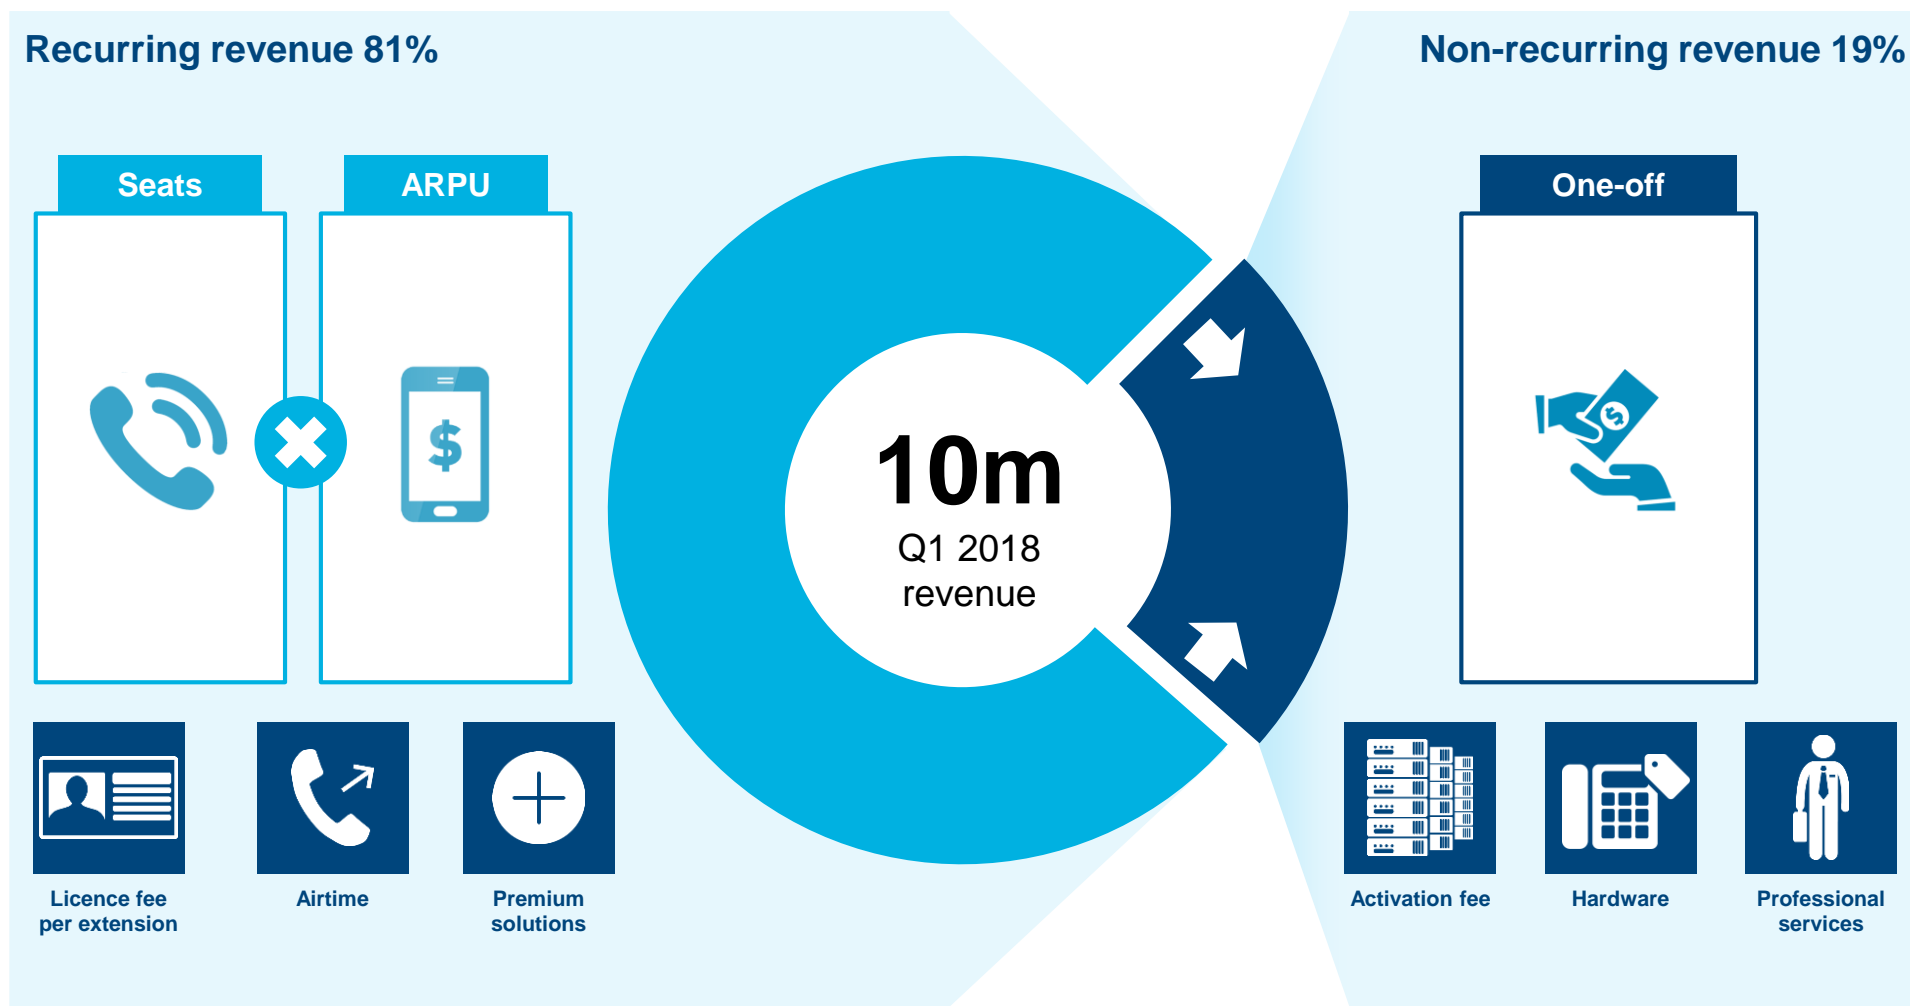 Recurring revenue 81%
Non-recurring revenue 19%
Seats
ARPU
One-off
$
$
10m
Q1 2018
revenue
Licence fee
per extension
Airtime
Premium
solutions
Activation fee
Hardware
Professional
services